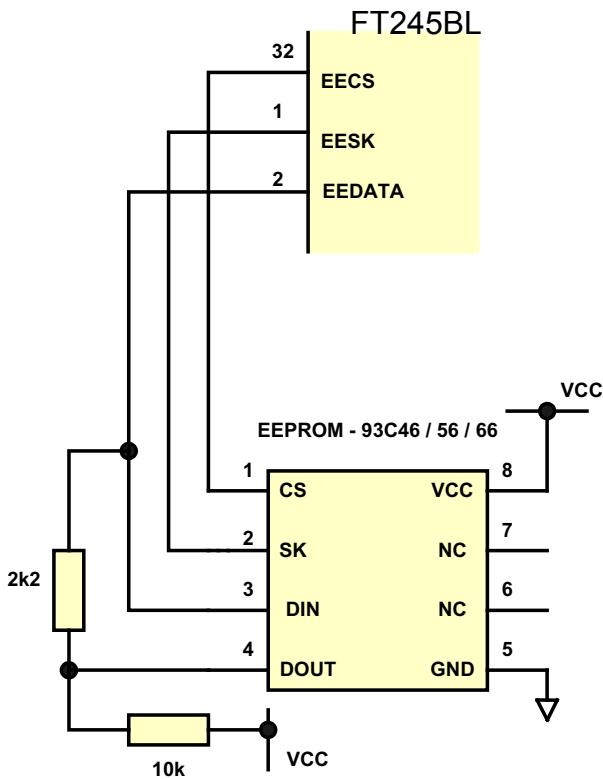 FT245BL
32
EECS
1
EESK
2
EEDATA
VCC
EEPROM - 93C46 / 56 / 66
1
CS
VCC
8
2
SK
NC
7
3
DIN
NC
6
4
DOUT
GND
5
2k2
10k
VCC